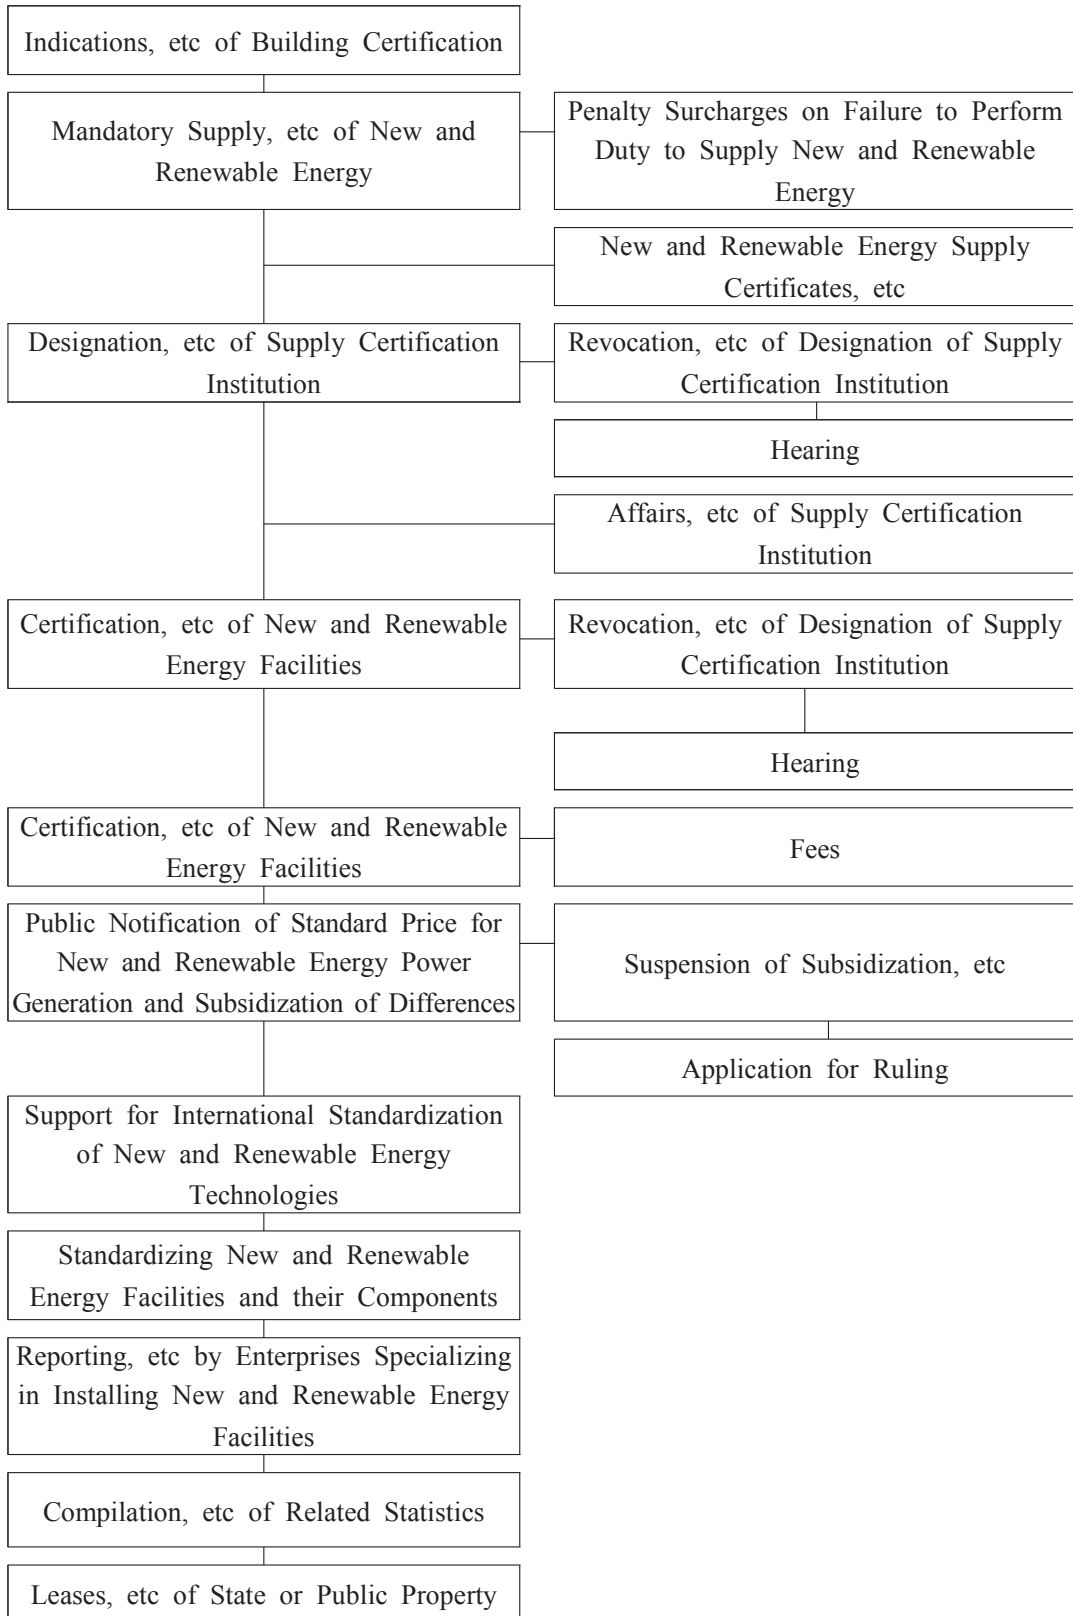 Indications, etc of Building Certification
Mandatory Supply, etc of New and
Renewable Energy
Penalty Surcharges on Failure to Perform
Duty to Supply New and Renewable
Energy
New and Renewable Energy Supply
Certificates, etc
Designation, etc of Supply Certification
Institution
Revocation, etc of Designation of Supply
Certification Institution
Hearing
Affairs, etc of Supply Certification
Institution
Certification, etc of New and Renewable
Energy Facilities
Revocation, etc of Designation of Supply
Certification Institution
Hearing
Certification, etc of New and Renewable
Energy Facilities
Fees
Public Notification of Standard Price for
New and Renewable Energy Power
Generation and Subsidization of Differences
Suspension of Subsidization, etc
Application for Ruling
Support for International Standardization
of New and Renewable Energy
Technologies
Standardizing New and Renewable
Energy Facilities and their Components
Reporting, etc by Enterprises Specializing
in Installing New and Renewable Energy
Facilities
Compilation, etc of Related Statistics
Leases, etc of State or Public Property